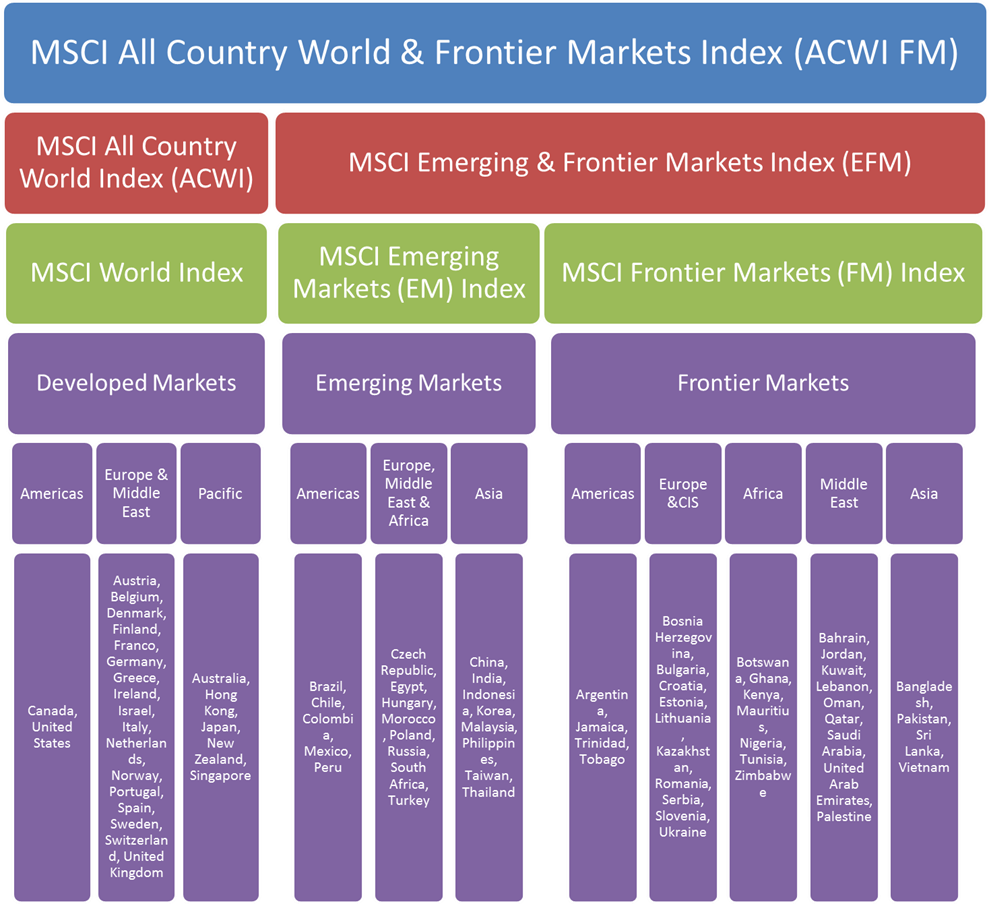 MSCI All Country World & Frontier Markets Index (ACWI FM)
MSCI All Country
World Index (ACWI)
MSCI Emerging & Frontier Markets Index (EFM)
MSCI World Index
MSCI Emerging
Markets (EM) Index
MSCI Frontier Markets (FM) Index
Developed Markets
Emerging Markets
Frontier Markets
Americas
Europe &
Middle
East
Pacific
Americas
Europe,
Middle
East &
Africa
Asia
Americas
Europe
&CIS
Africa
Middle
East
Asia
Canada,
United
States
Austria,
Belgium,
Denmark,
Finland,
Franco,
Germany,
Greece,
Ireland,
Israel,
Italy,
Netherlan
ds,
Norway,
Portugal,
Spain,
Sweden,
Switzerlan
d, United
Kingdom
Australia,
Hong
Kong,
Japan,
New
Zealand,
Singapore
Brazil,
Chile,
Colombi
a,
Mexico,
Peru
Czech
Republic,
Egypt,
Hungary,
Morocco
, Poland,
Russia,
South
Africa,
Turkey
China,
India,
Indonesi
a, Korea,
Malaysia,
Philippin
es,
Taiwan,
Thailand
Argentin
a,
Jamaica,
Trinidad,
Tobago
Bosnia
Herzegov
ina,
Bulgaria,
Croatia,
Estonia,
Lithuania
,
Kazakhst
an,
Romania,
Serbia,
Slovenia,
Ukraine
Botswan
a, Ghana,
Kenya,
Mauritiu
s,
Nigeria,
Tunisia,
Zimbabw
e
Bahrain,
Jordan,
Kuwait,
Lebanon,
Oman,
Qatar,
Saudi
Arabia,
United
Arab
Emirates,
Palestine
Banglade
sh,
Pakistan,
Sri
Lanka,
Vietnam